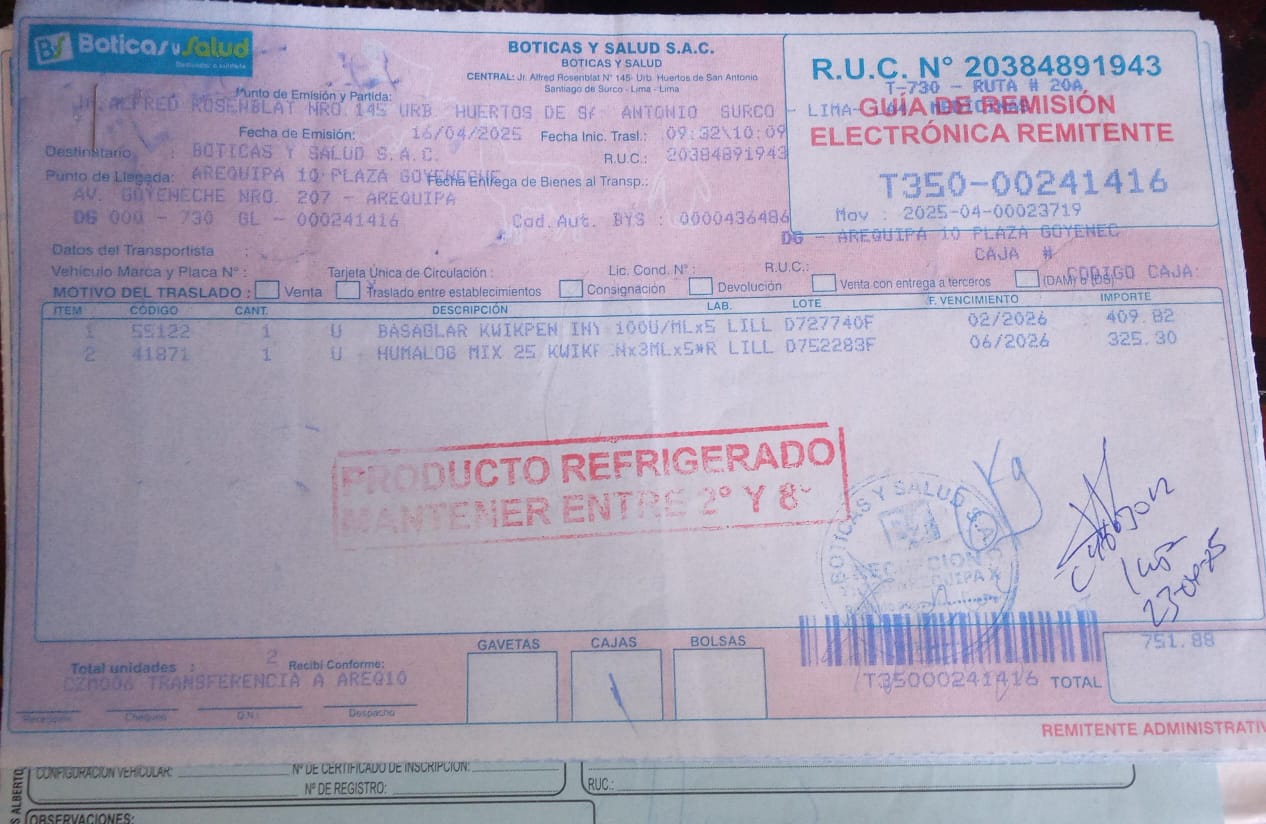 BS Boticas y Salud
BOTICAS Y SALUD S.A.C.
BOTICAS Y SALUD
CENTRAL: Jr. Alfred Rosenblat N° 145- Urb. Huertos de San Antonio
Santiago de Surco - Lima - Lima
R.U.C. N° 20384891943
T-730 - RUTA # 20A
GUÍA DE REMISIÓN
ELECTRÓNICA REMITENTE
T350-00241416
Mov : 2025-04-00023719
Punto de Emisión y Partida:
JR. ALFRED ROSENBLAT NRO.145 URB. HUERTOS DE S/ ANTONIO SURCO - LIMA-
Fecha de Emisión: 16/04/2025 Fecha Inic. Trasl.: 09:32\10:09
Destinatario : BOTICAS Y SALUD S.A.C. R.U.C.: 20384891943
Punto de Llegada: AREQUIPA 10 PLAZA GOYENECHE Fecha Entrega de Bienes al Transp.:
AV. GOYENECHE NRO. 207 - AREQUIPA
DG 000 - 730 GL - 000241416 Cod.Aut. BYS : 0000436486
DG - AREQUIPA 10 PLAZA GOYENEC
CAJA #
CODIGO CAJA:
Datos del Transportista :
Vehículo Marca y Placa N° : Tarjeta Única de Circulación : Lic. Cond. N° : R.U.C.:
MOTIVO DEL TRASLADO : Venta Traslado entre establecimientos Consignación Devolución Venta con entrega a terceros (DAM) ó (DS)
ITEM CÓDIGO CANT. DESCRIPCIÓN LAB. LOTE F. VENCIMIENTO IMPORTE
1 55122 1 U BASAGLAR KWIKPEN INY 100U/MLx5 LILL D727740F 02/2026 409.82
2 41871 1 U HUMALOG MIX 25 KWIKP Nx3MLx5*R LILL D752283F 06/2026 325.30
PRODUCTO REFRIGERADO
MANTENER ENTRE 2° Y 8°
BOTICAS Y SALUD S.A.C
RECEPCION
AREQUIPA X
Kg
23-04-25
GAVETAS CAJAS BOLSAS
Total unidades : 2 Recibí Conforme:
CZM006 TRANSFERENCIA A AREQ10
Recepción Chequeo D.N.I. Despacho
T35000241416 TOTAL 751.88
REMITENTE ADMINISTRATIV
CONFIGURACION VEHICULAR: N° DE CERTIFICADO DE INSCRIPCION:
N° DE REGISTRO:
RUC.:
OBSERVACIONES:
S ALBERTO